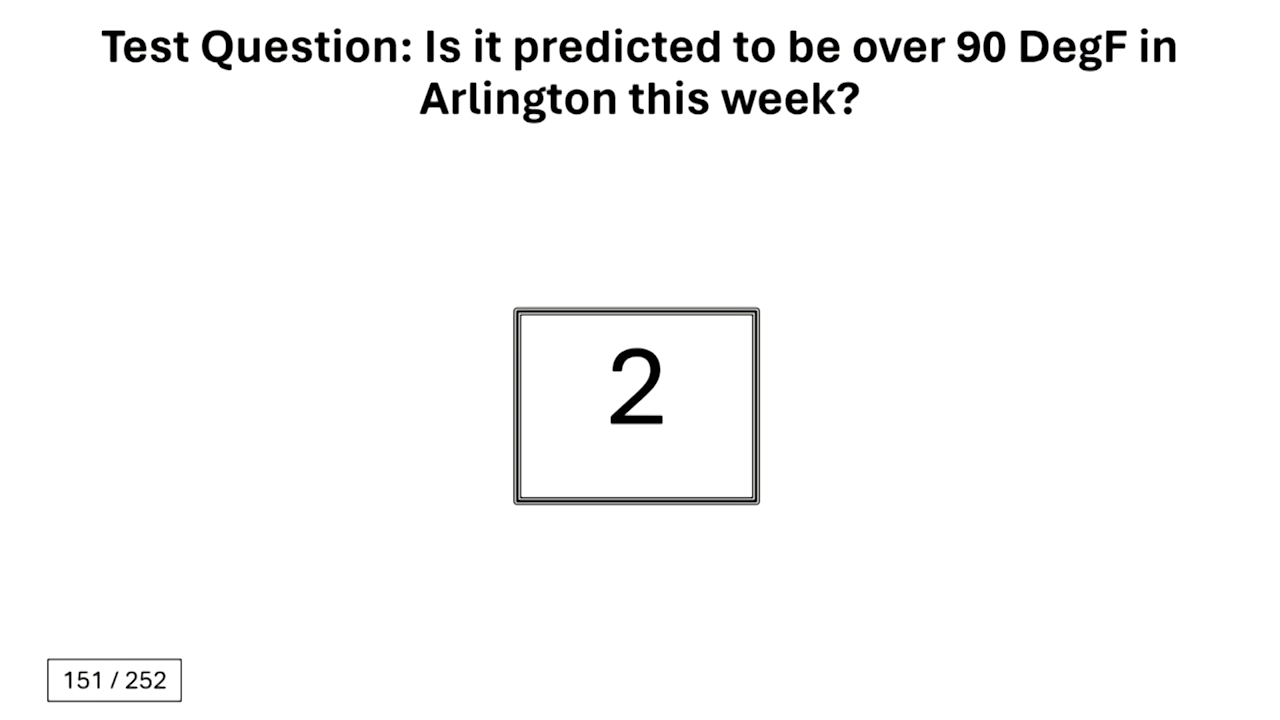 Test Question: Is it predicted to be over 90 DegF in
Arlington this week?
2
151 / 252